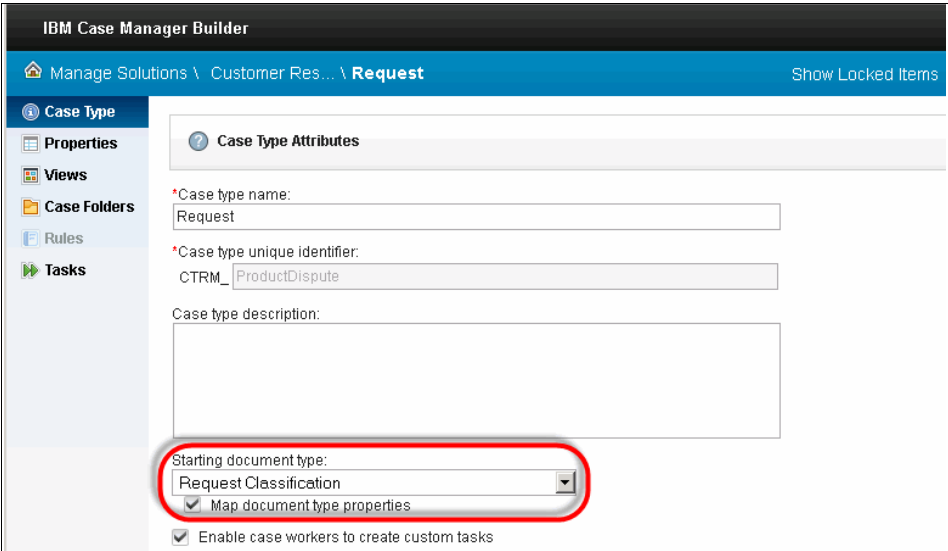 IBM Case Manager Builder
Manage Solutions \ Customer Res... \ Request
Show Locked Items
Case Type
Properties
Views
Case Folders
Rules
Tasks
Case Type Attributes
*Case type name:
Request
*Case type unique identifier:
CTRM_ ProductDispute
Case type description:
Starting document type:
Request Classification
Map document type properties
Enable case workers to create custom tasks